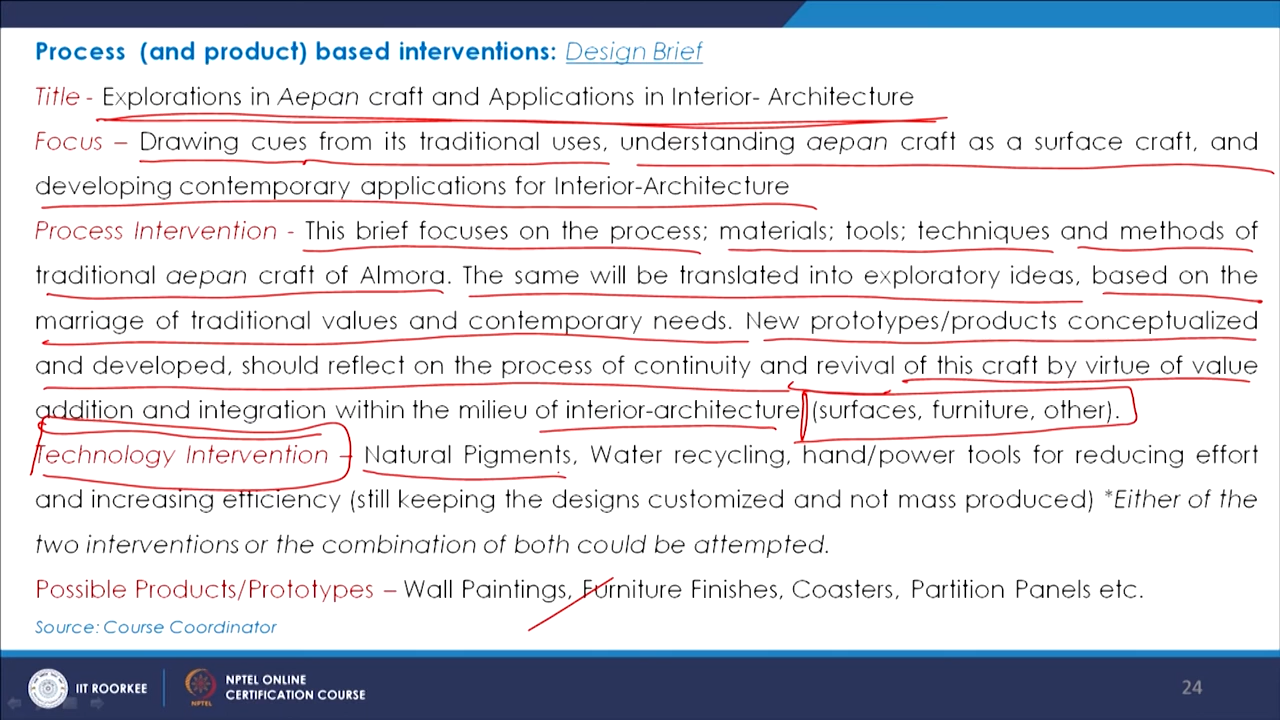 Process (and product) based interventions: Design Brief
Title - Explorations in Aepan craft and Applications in Interior- Architecture
Focus – Drawing cues from its traditional uses, understanding aepan craft as a surface craft, and
developing contemporary applications for Interior-Architecture
Process Intervention - This brief focuses on the process; materials; tools; techniques and methods of
traditional aepan craft of Almora. The same will be translated into exploratory ideas, based on the
marriage of traditional values and contemporary needs. New prototypes/products conceptualized
and developed, should reflect on the process of continuity and revival of this craft by virtue of value
addition and integration within the milieu of interior-architecture (surfaces, furniture, other).
Technology Intervention – Natural Pigments, Water recycling, hand/power tools for reducing effort
and increasing efficiency (still keeping the designs customized and not mass produced) *Either of the
two interventions or the combination of both could be attempted.
Possible Products/Prototypes – Wall Paintings, Furniture Finishes, Coasters, Partition Panels etc.
Source: Course Coordinator
IIT ROORKEE
NPTEL
NPTEL ONLINE
CERTIFICATION COURSE
24